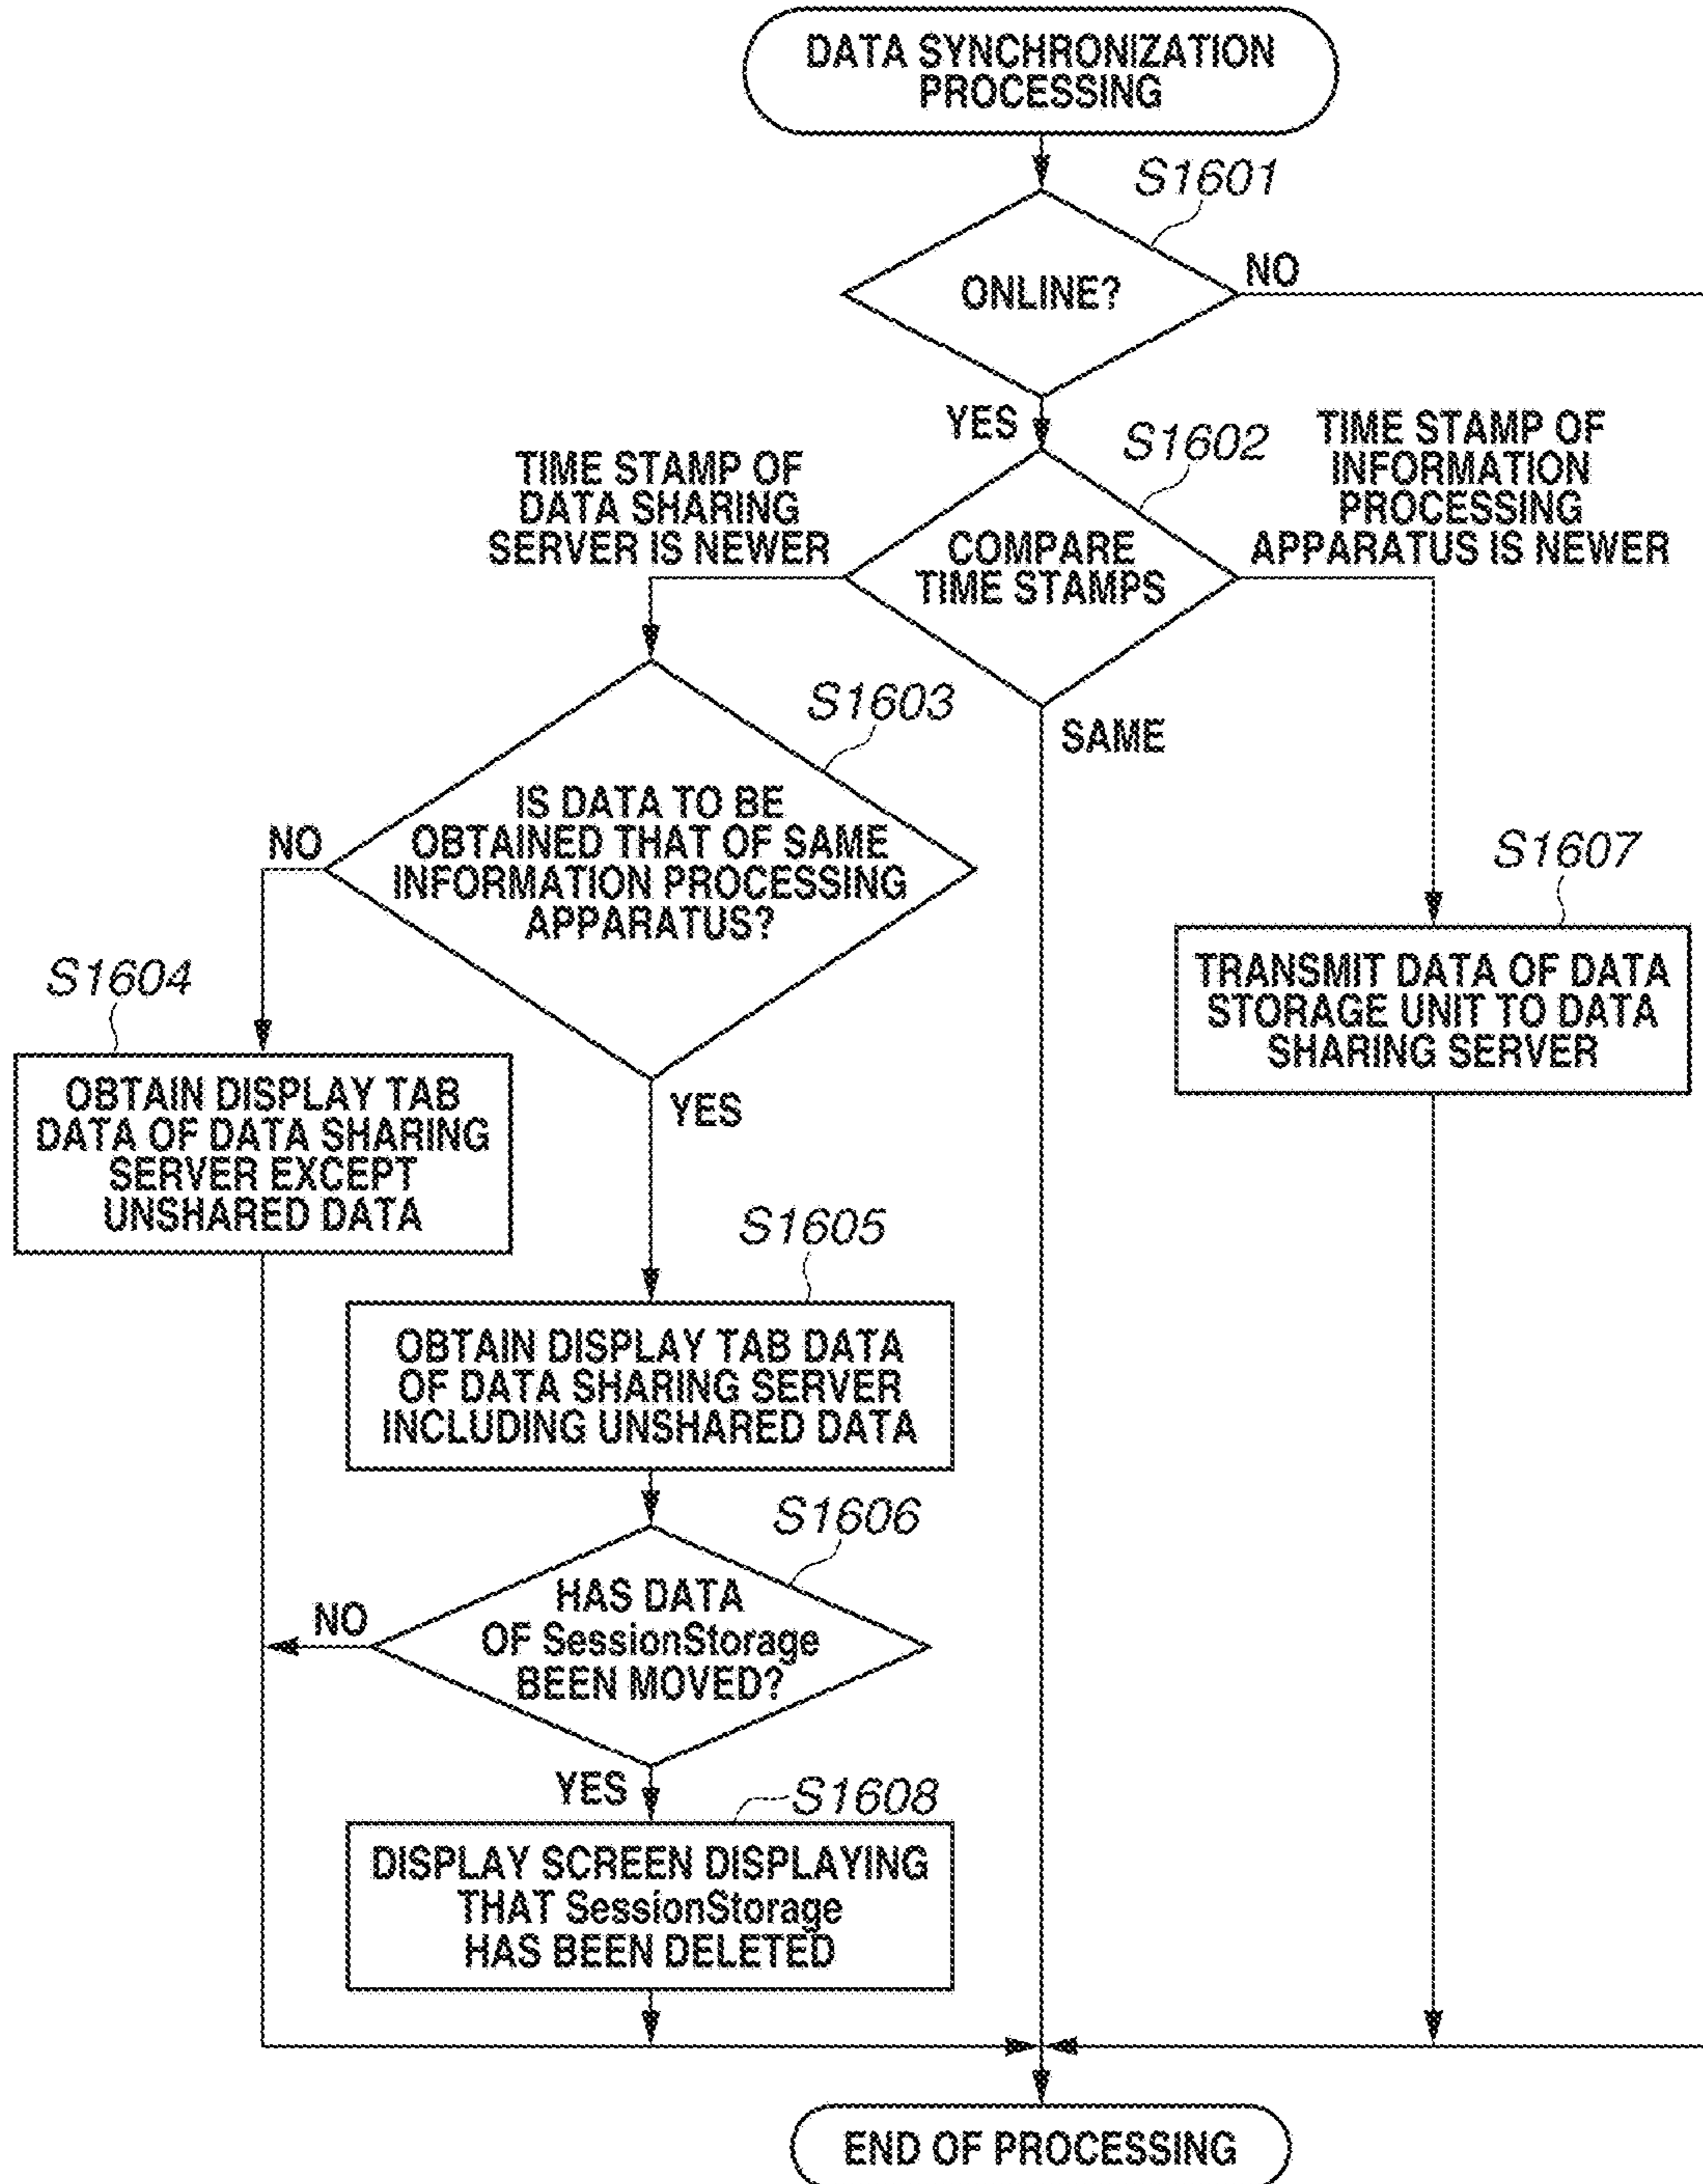 DATA SYNCHRONIZATION
PROCESSING
S1601
ONLINE?
NO
YES
S1602
TIME STAMP OF
INFORMATION
PROCESSING
APPARATUS IS NEWER
TIME STAMP OF
DATA SHARING
SERVER IS NEWER
COMPARE
TIME STAMPS
SAME
S1603
IS DATA TO BE
OBTAINED THAT OF SAME
INFORMATION PROCESSING
APPARATUS?
NO
YES
S1607
TRANSMIT DATA OF DATA
STORAGE UNIT TO DATA
SHARING SERVER
S1604
OBTAIN DISPLAY TAB
DATA OF DATA SHARING
SERVER EXCEPT
UNSHARED DATA
S1605
OBTAIN DISPLAY TAB DATA
OF DATA SHARING SERVER
INCLUDING UNSHARED DATA
S1606
HAS DATA
OF SessionStorage
BEEN MOVED?
NO
YES
S1608
DISPLAY SCREEN DISPLAYING
THAT SessionStorage
HAS BEEN DELETED
END OF PROCESSING